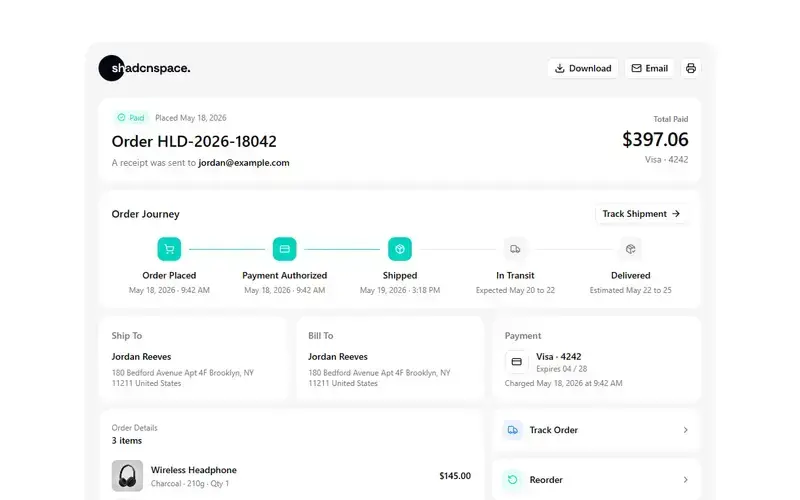 shadcnspace.
Download
Email
Paid
Placed May 18, 2026
Total Paid
Order HLD-2026-18042
$397.06
A receipt was sent to jordan@example.com
Visa · 4242
Order Journey
Track Shipment
Order Placed
Payment Authorized
Shipped
In Transit
Delivered
May 18, 2026 · 9:42 AM
May 18, 2026 · 9:42 AM
May 19, 2026 · 3:18 PM
Expected May 20 to 22
Estimated May 22 to 25
Ship To
Jordan Reeves
180 Bedford Avenue Apt 4F Brooklyn, NY
11211 United States
Bill To
Jordan Reeves
180 Bedford Avenue Apt 4F Brooklyn, NY
11211 United States
Payment
Visa · 4242
Expires 04 / 28
Charged May 18, 2026 at 9:42 AM
Order Details
3 items
Wireless Headphone
Charcoal · 210g · Qty 1
$145.00
Track Order
Reorder